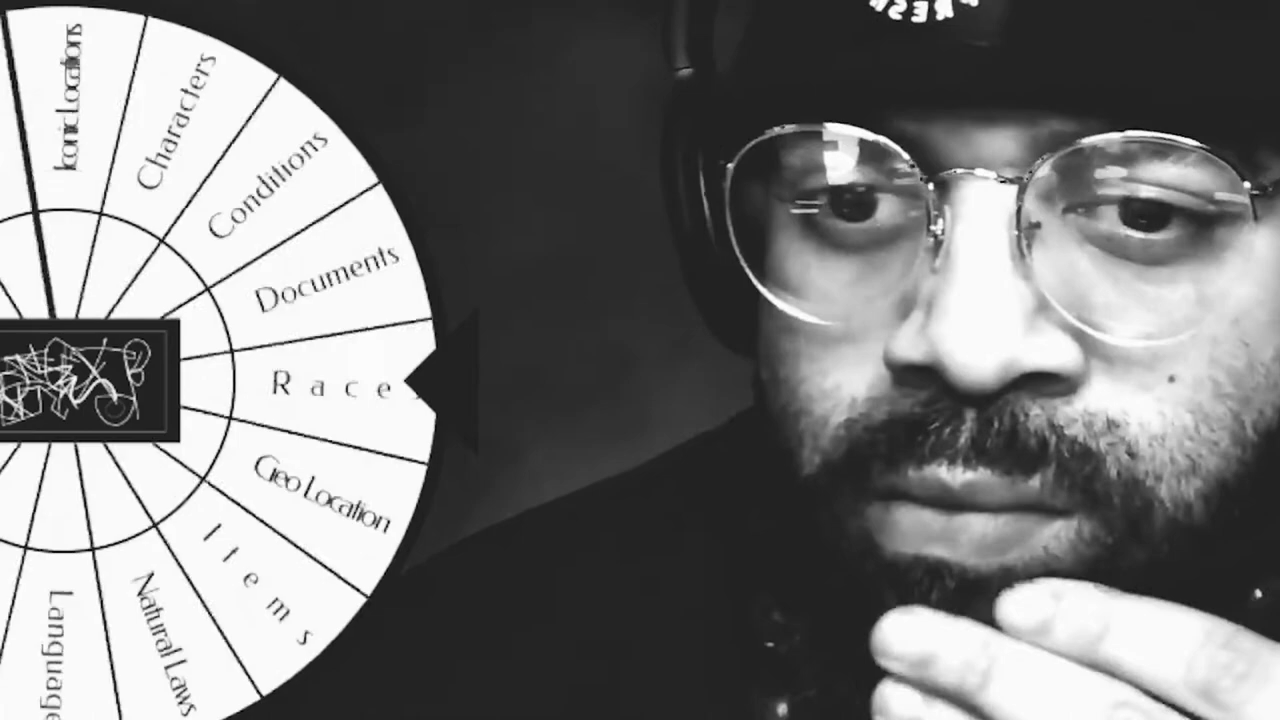 Iconic Locations
Characters
Conditions
Documents
Race
Geo Location
Items
Natural Laws
Language